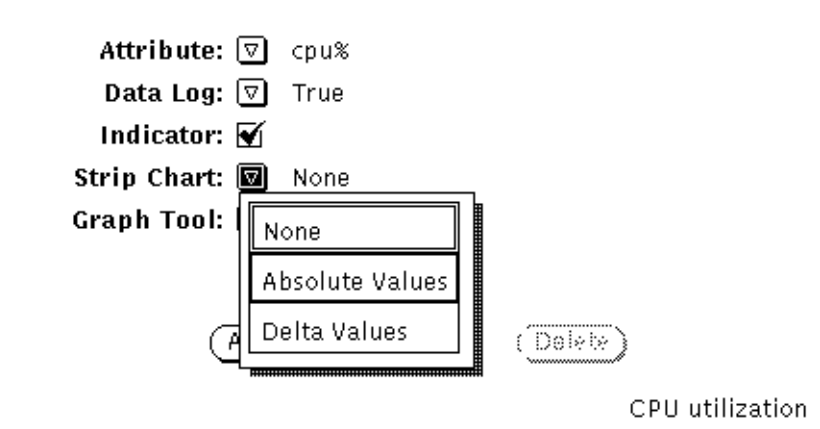 Attribute: cpu%
Data Log: True
Indicator:
Strip Chart: None
Graph Tool:
None
Absolute Values
Delta Values
Delete
CPU utilization